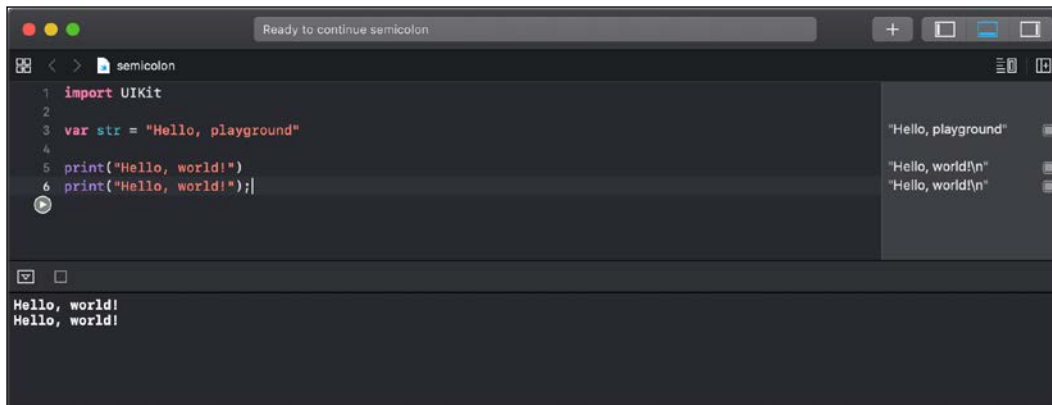 Ready to continue semicolon
semicolon
1 import UIKit
2
3 var str = "Hello, playground"
4
5 print("Hello, world!")
6 print("Hello, world!");
"Hello, playground"
"Hello, world!\n"
"Hello, world!\n"
Hello, world!
Hello, world!